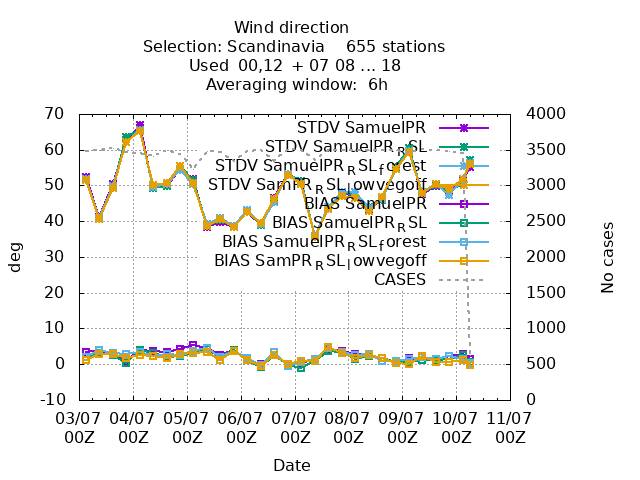 Wind direction
Selection: Scandinavia 655 stations
Used 00,12 + 07 08 ... 18
Averaging window: 6h
70
60
50
40
30
20
10
0
-10
4000
3500
3000
2500
2000
1500
1000
500
0
deg
No cases
STDV SamuelPR
STDV SamuelPR_RSL
STDV SamuelPR_RSL_forest
STDV SamPR_RSL_lowvegoff
BIAS SamuelPR
BIAS SamuelPR_RSL
BIAS SamuelPR_RSL_forest
BIAS SamPR_RSL_lowvegoff
CASES
03/07 04/07 05/07 06/07 07/07 08/07 09/07 10/07 11/07
00Z 00Z 00Z 00Z 00Z 00Z 00Z 00Z 00Z
Date